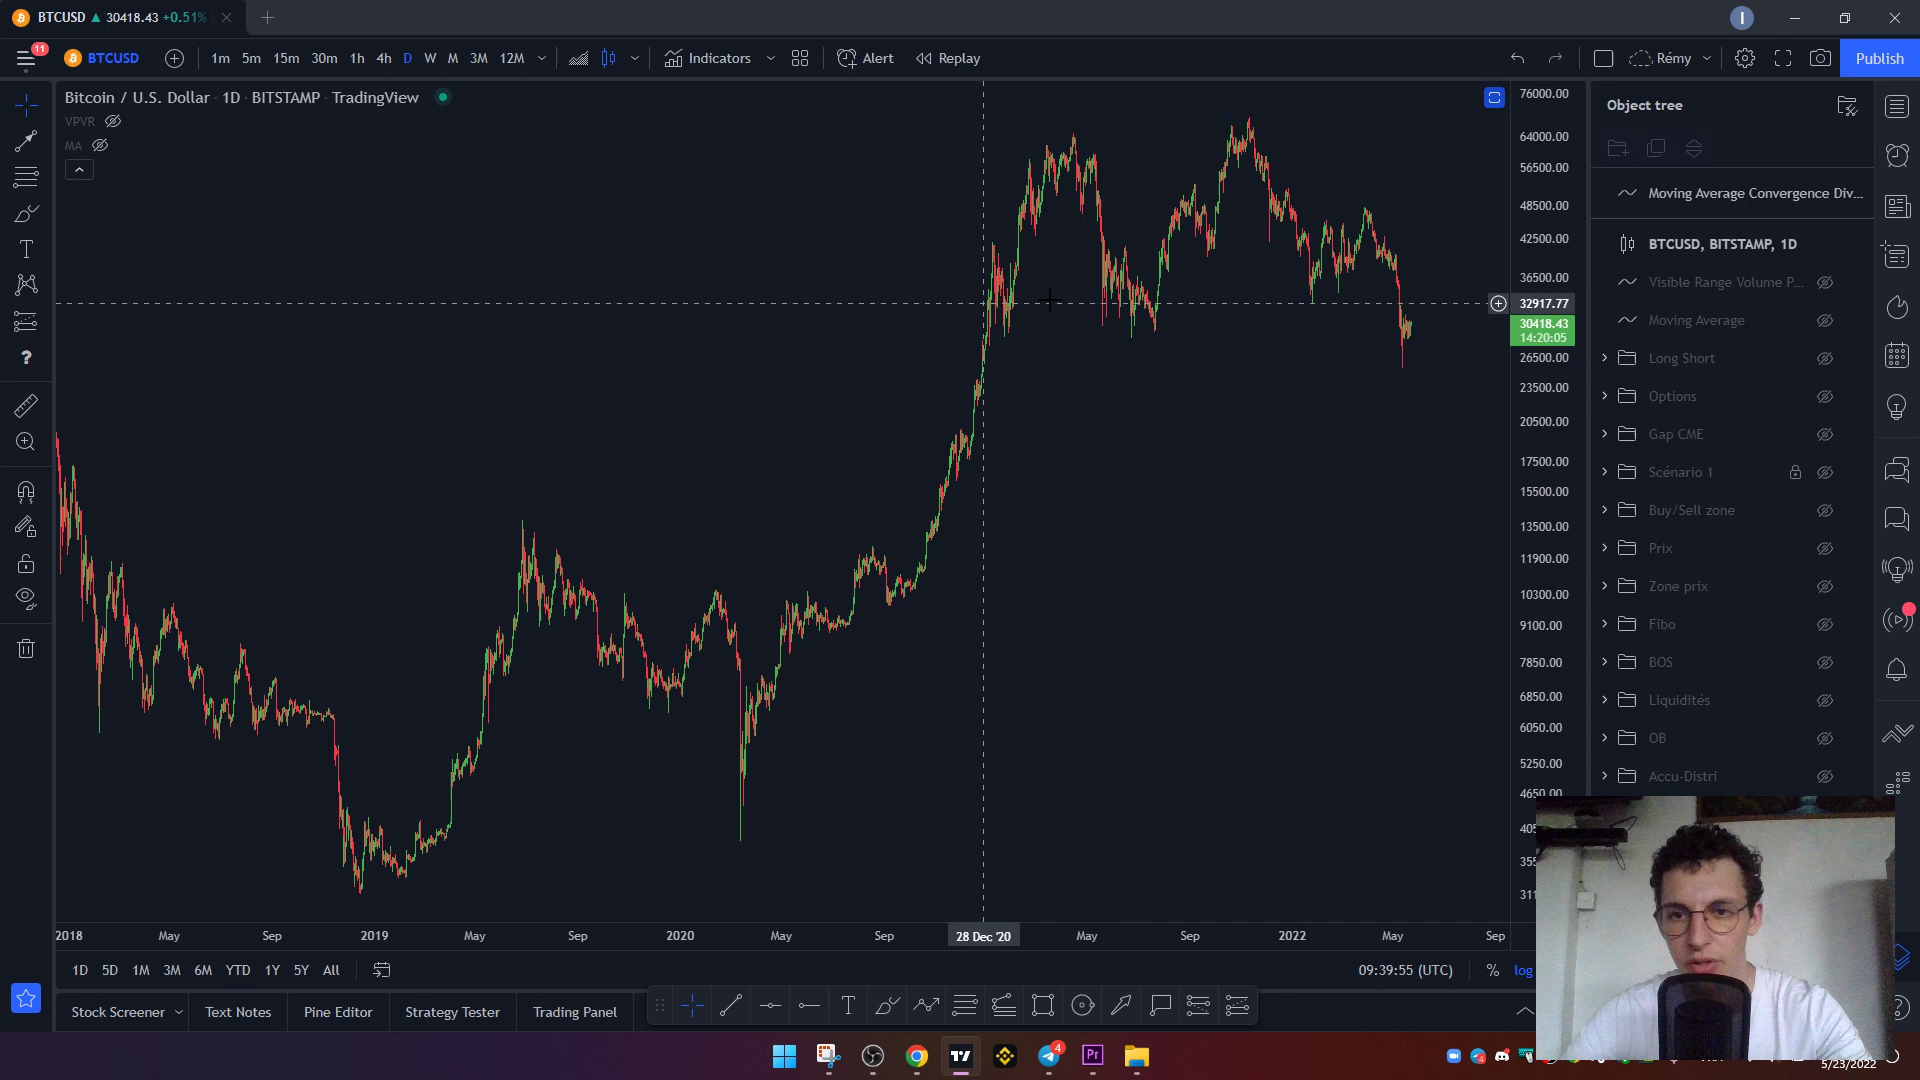 BTCUSD ▲ 30418.43 +0.51%
I
11
BTCUSD
1m 5m 15m 30m 1h 4h D W M 3M 12M
Indicators
Alert
Replay
Rémy
Publish
Bitcoin / U.S. Dollar · 1D · BITSTAMP · TradingView
VPVR
MA
76000.00
64000.00
56500.00
48500.00
42500.00
36500.00
32917.77
30418.43
14:20:05
26500.00
23500.00
20500.00
17500.00
15500.00
13500.00
11900.00
10300.00
9100.00
7850.00
6850.00
6050.00
5250.00
4650.00
405
355
311
Object tree
Moving Average Convergence Div...
BTCUSD, BITSTAMP, 1D
Visible Range Volume P...
Moving Average
Long Short
Options
Gap CME
Scénario 1
Buy/Sell zone
Prix
Zone prix
Fibo
BOS
Liquidités
OB
Accu-Distri
2018 May Sep 2019 May Sep 2020 May Sep 28 Dec '20 May Sep 2022 May Sep
1D 5D 1M 3M 6M YTD 1Y 5Y All
09:39:55 (UTC) % log
Stock Screener Text Notes Pine Editor Strategy Tester Trading Panel
4
Pr
5/23/2022